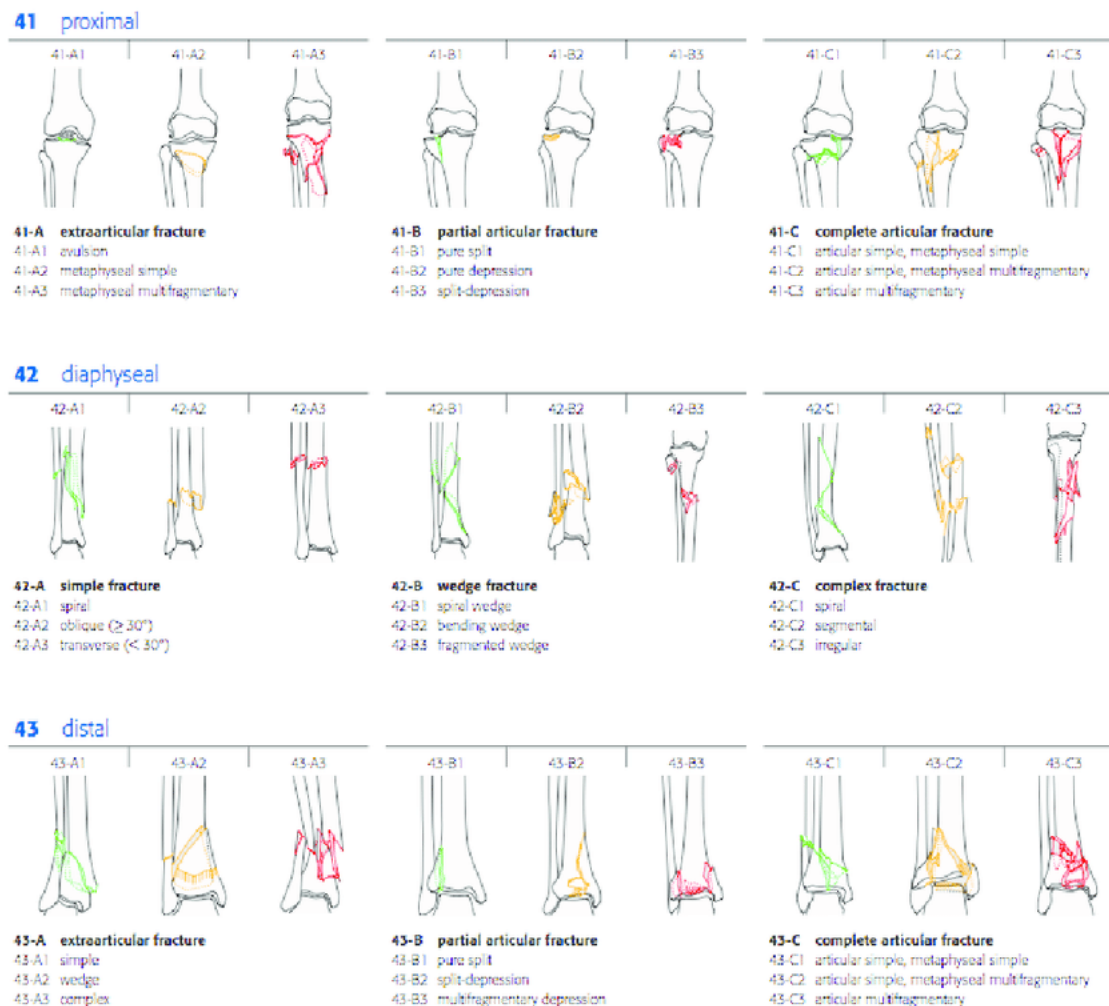 41 proximal
41-A1 41-A2 41-A3 41-B1 41-B2 41-B3 41-C1 41-C2 41-C3
41-A extraarticular fracture
41-A1 avulsion
41-A2 metaphyseal simple
41-A3 metaphyseal multifragmentary
41-B partial articular fracture
41-B1 pure split
41-B2 pure depression
41-B3 split-depression
41-C complete articular fracture
41-C1 articular simple, metaphyseal simple
41-C2 articular simple, metaphyseal multifragmentary
41-C3 articular multifragmentary
42 diaphyseal
42-A1 42-A2 42-A3 42-B1 42-B2 42-B3 42-C1 42-C2 42-C3
42-A simple fracture
42-A1 spiral
42-A2 oblique (≥ 30°)
42-A3 transverse (< 30°)
42-B wedge fracture
42-B1 spiral wedge
42-B2 bending wedge
42-B3 fragmented wedge
42-C complex fracture
42-C1 spiral
42-C2 segmental
42-C3 irregular
43 distal
43-A1 43-A2 43-A3 43-B1 43-B2 43-B3 43-C1 43-C2 43-C3
43-A extraarticular fracture
43-A1 simple
43-A2 wedge
43-A3 complex
43-B partial articular fracture
43-B1 pure split
43-B2 split-depression
43-B3 multifragmentary depression
43-C complete articular fracture
43-C1 articular simple, metaphyseal simple
43-C2 articular simple, metaphyseal multifragmentary
43-C3 articular multifragmentary